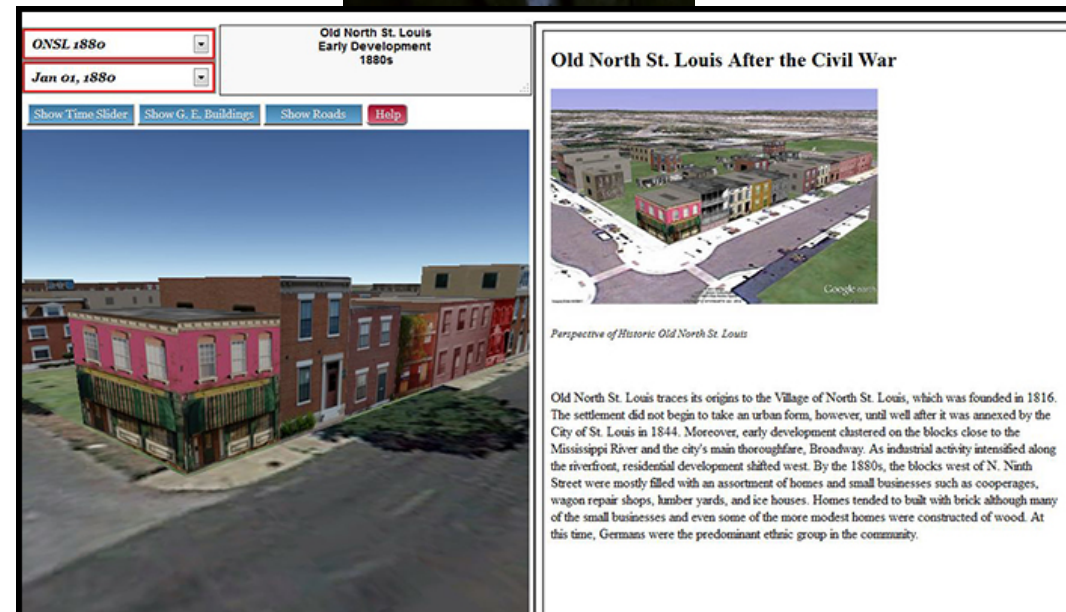 ONSL 1880
Jan 01, 1880
Old North St. Louis
Early Development
1880s
Show Time Slider
Show G. E. Buildings
Show Roads
Help
Old North St. Louis After the Civil War
Google earth
Perspective of Historic Old North St. Louis
Old North St. Louis traces its origins to the Village of North St. Louis, which was founded in 1816.
The settlement did not begin to take an urban form, however, until well after it was annexed by the
City of St. Louis in 1844. Moreover, early development clustered on the blocks close to the
Mississippi River and the city's main thoroughfare, Broadway. As industrial activity intensified along
the riverfront, residential development shifted west. By the 1880s, the blocks west of N. Ninth
Street were mostly filled with an assortment of homes and small businesses such as cooperages,
wagon repair shops, lumber yards, and ice houses. Homes tended to built with brick although many
of the small businesses and even some of the more modest homes were constructed of wood. At
this time, Germans were the predominant ethnic group in the community.